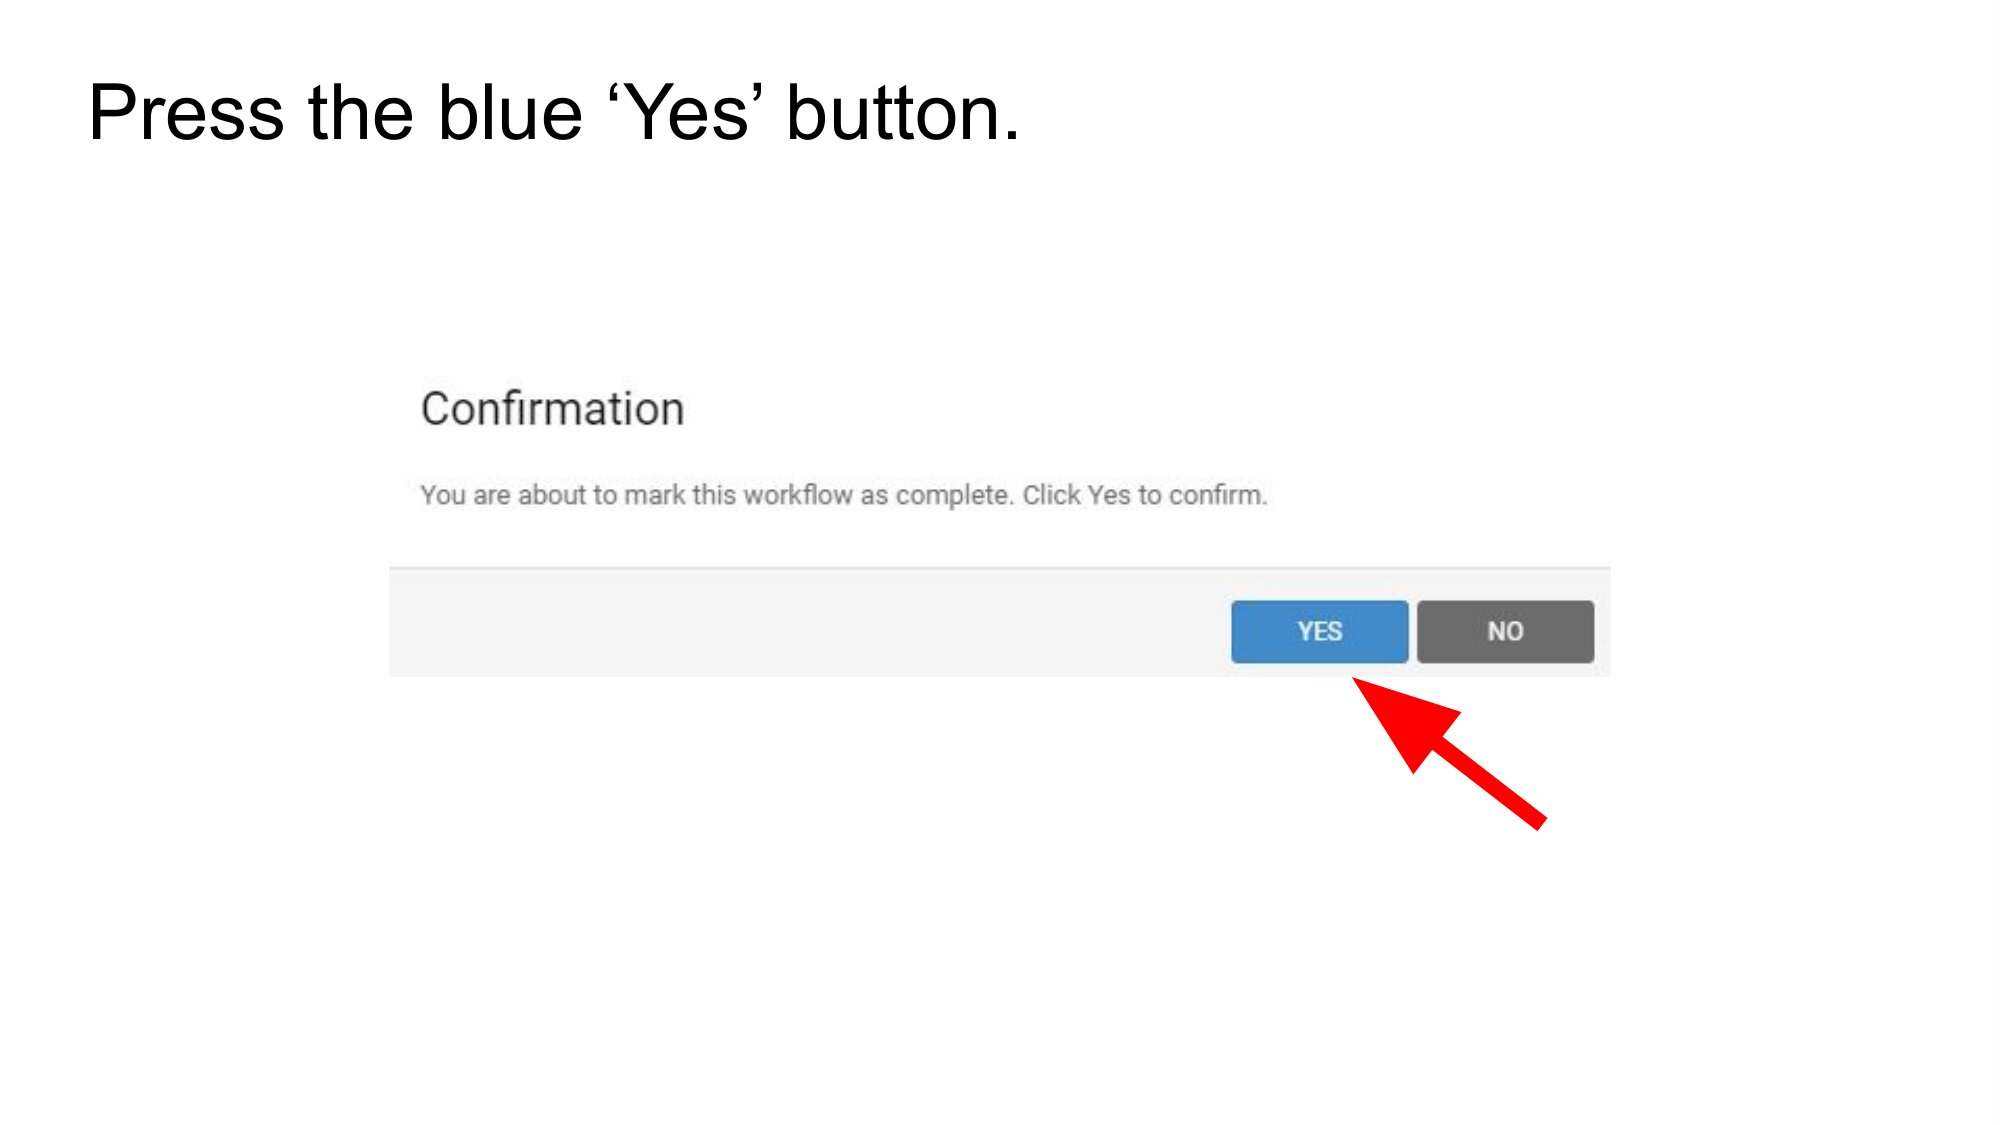 Press the blue ‘Yes’ button.
Confirmation
You are about to mark this workflow as complete. Click Yes to confirm.
YES NO